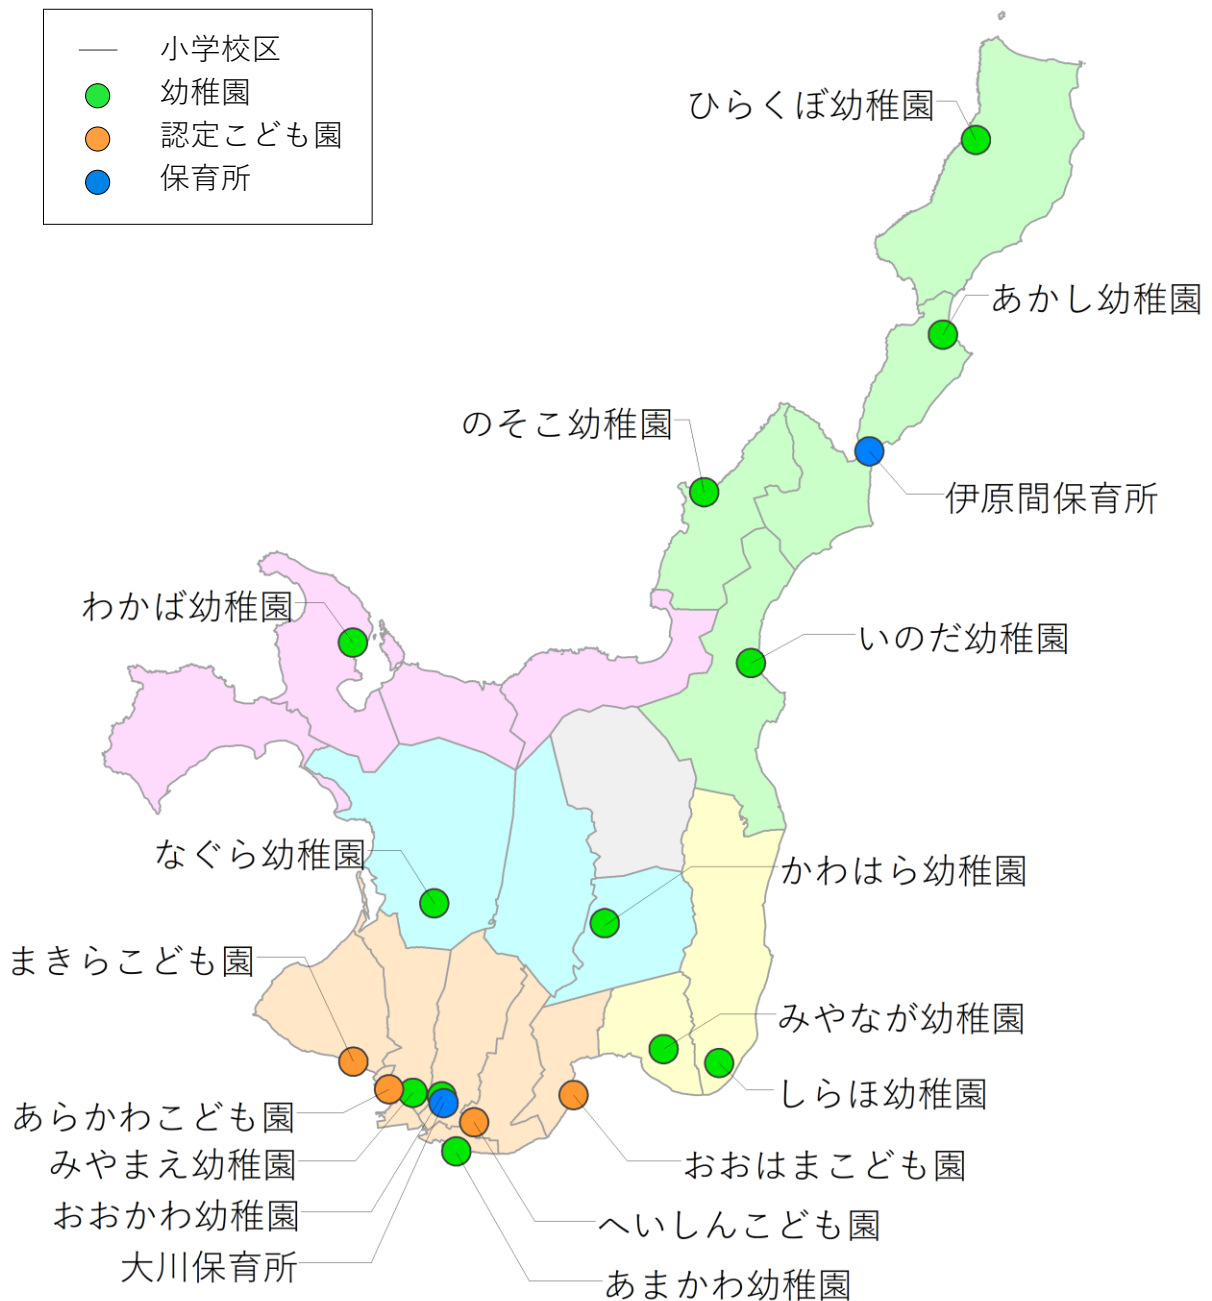 小学校区
幼稚園
認定こども園
保育所
ひらくぼ幼稚園
あかし幼稚園
のそこ幼稚園
伊原間保育所
わかば幼稚園
いのだ幼稚園
なぐら幼稚園
かわはら幼稚園
まきらこども園
みやなが幼稚園
しらほ幼稚園
あらかわこども園
みやまえ幼稚園
おおはまこども園
おおかわ幼稚園
へいしんこども園
大川保育所
あまかわ幼稚園